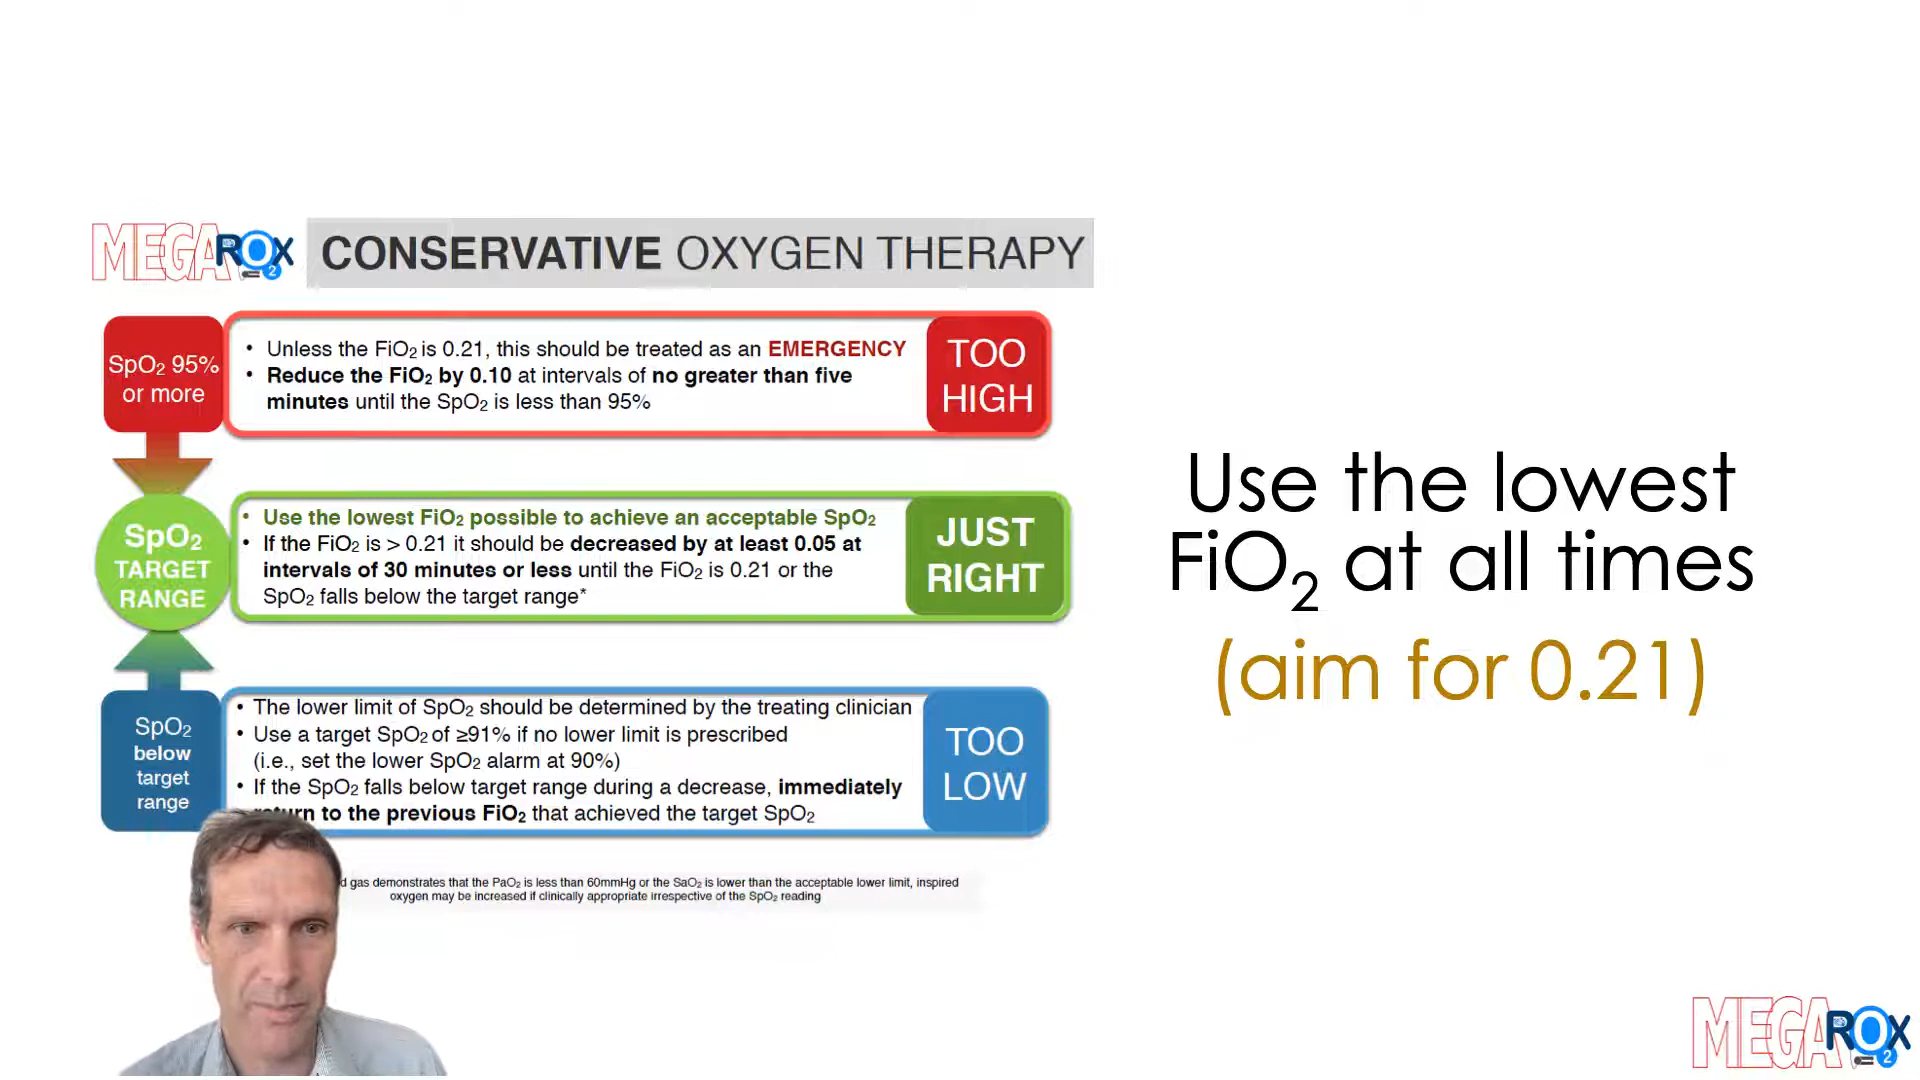 MEGA ROX
CONSERVATIVE OXYGEN THERAPY
SpO₂ 95%
or more
• Unless the FiO₂ is 0.21, this should be treated as an EMERGENCY
• Reduce the FiO₂ by 0.10 at intervals of no greater than five
minutes until the SpO₂ is less than 95%
TOO
HIGH
SpO₂
TARGET
RANGE
• Use the lowest FiO₂ possible to achieve an acceptable SpO₂
• If the FiO₂ is > 0.21 it should be decreased by at least 0.05 at
intervals of 30 minutes or less until the FiO₂ is 0.21 or the
SpO₂ falls below the target range*
JUST
RIGHT
SpO₂
below
target
range
• The lower limit of SpO₂ should be determined by the treating clinician
• Use a target SpO₂ of ≥91% if no lower limit is prescribed
(i.e., set the lower SpO₂ alarm at 90%)
• If the SpO₂ falls below target range during a decrease, immediately
return to the previous FiO₂ that achieved the target SpO₂
TOO
LOW
gas demonstrates that the PaO₂ is less than 60mmHg or the SaO₂ is lower than the acceptable lower limit, inspired
oxygen may be increased if clinically appropriate irrespective of the SpO₂ reading
Use the lowest
FiO₂ at all times
(aim for 0.21)
MEGA ROX
2